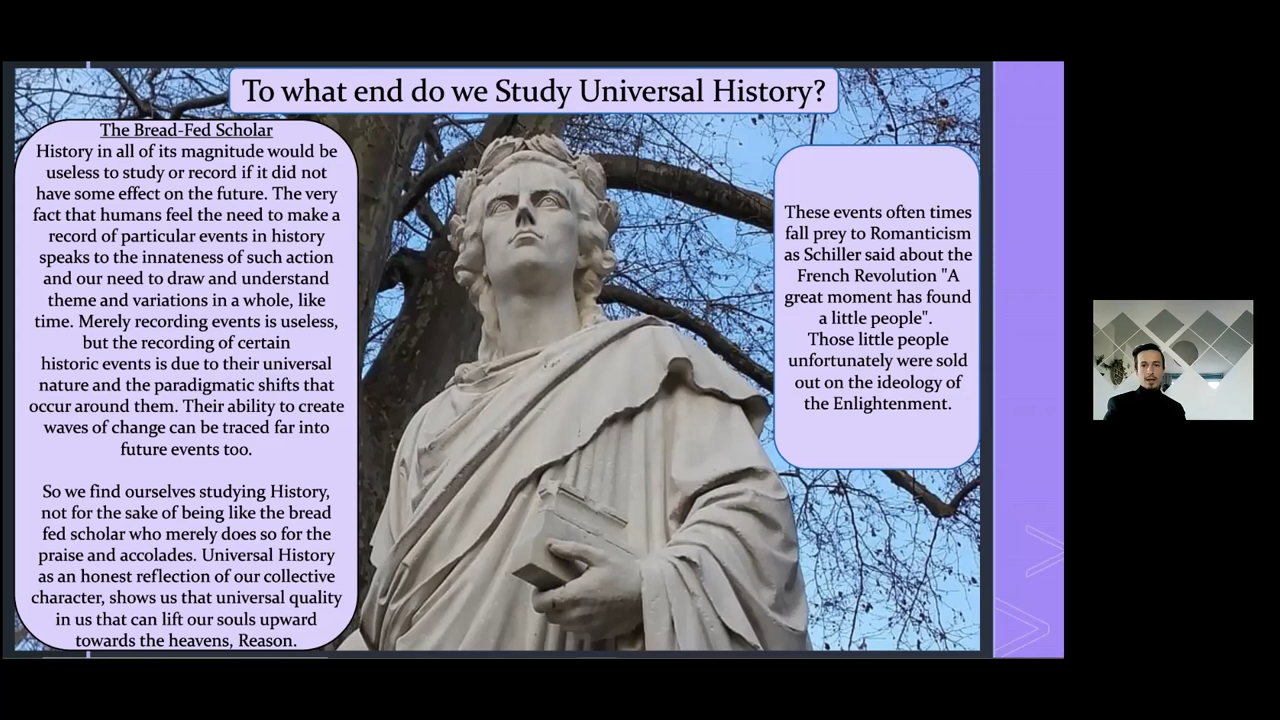 To what end do we Study Universal History?
The Bread-Fed Scholar
History in all of its magnitude would be
useless to study or record if it did not
have some effect on the future. The very
fact that humans feel the need to make a
record of particular events in history
speaks to the innateness of such action
and our need to draw and understand
theme and variations in a whole, like
time. Merely recording events is useless,
but the recording of certain
historic events is due to their universal
nature and the paradigmatic shifts that
occur around them. Their ability to create
waves of change can be traced far into
future events too.
So we find ourselves studying History,
not for the sake of being like the bread
fed scholar who merely does so for the
praise and accolades. Universal History
as an honest reflection of our collective
character, shows us that universal quality
in us that can lift our souls upward
towards the heavens, Reason.
These events often times
fall prey to Romanticism
as Schiller said about the
French Revolution "A
great moment has found
a little people".
Those little people
unfortunately were sold
out on the ideology of
the Enlightenment.